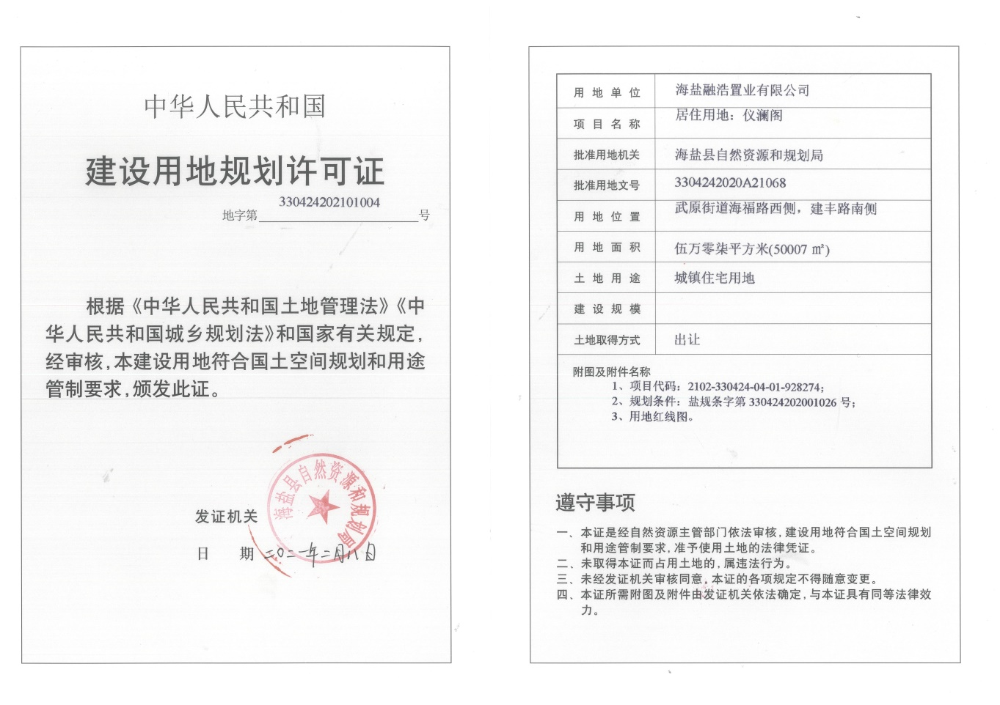 中华人民共和国
建设用地规划许可证
地字第 330424202101004 号
根据《中华人民共和国土地管理法》《中
华人民共和国城乡规划法》和国家有关规定，
经审核，本建设用地符合国土空间规划和用途
管制要求，颁发此证。
海盐县自然资源和规划局
发证机关
日 期 二〇二一年二月八日
用地单位 海盐融浩置业有限公司
项目名称 居住用地：仪澜阁
批准用地机关 海盐县自然资源和规划局
批准用地文号 3304242020A21068
用地位置 武原街道海福路西侧，建丰路南侧
用地面积 伍万零柒平方米(50007 ㎡)
土地用途 城镇住宅用地
建设规模
土地取得方式 出让
附图及附件名称
1、项目代码：2102-330424-04-01-928274；
2、规划条件：盐规条字第 330424202001026 号；
3、用地红线图。
遵守事项
一、本证是经自然资源主管部门依法审核，建设用地符合国土空间规划
和用途管制要求，准予使用土地的法律凭证。
二、未取得本证而占用土地的，属违法行为。
三、未经发证机关审核同意，本证的各项规定不得随意变更。
四、本证所需附图及附件由发证机关依法确定，与本证具有同等法律效
力。